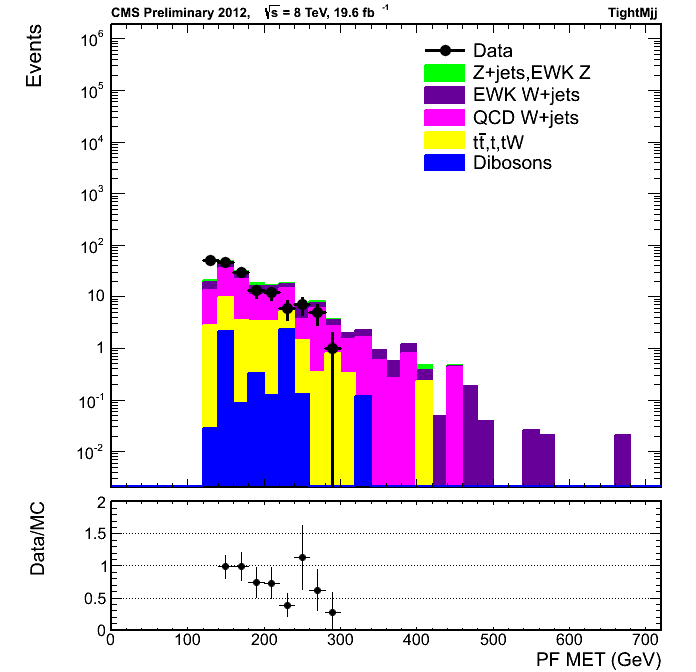 CMS Preliminary 2012, √s = 8 TeV, 19.6 fb⁻¹ TightMjj
Events
Data
Z+jets,EWK Z
EWK W+jets
QCD W+jets
tt̅,t,tW
Dibosons
10⁶
10⁵
10⁴
10³
10²
10
1
10⁻¹
10⁻²
Data/MC
2
1.5
1
0.5
0
0 100 200 300 400 500 600 700
PF MET (GeV)